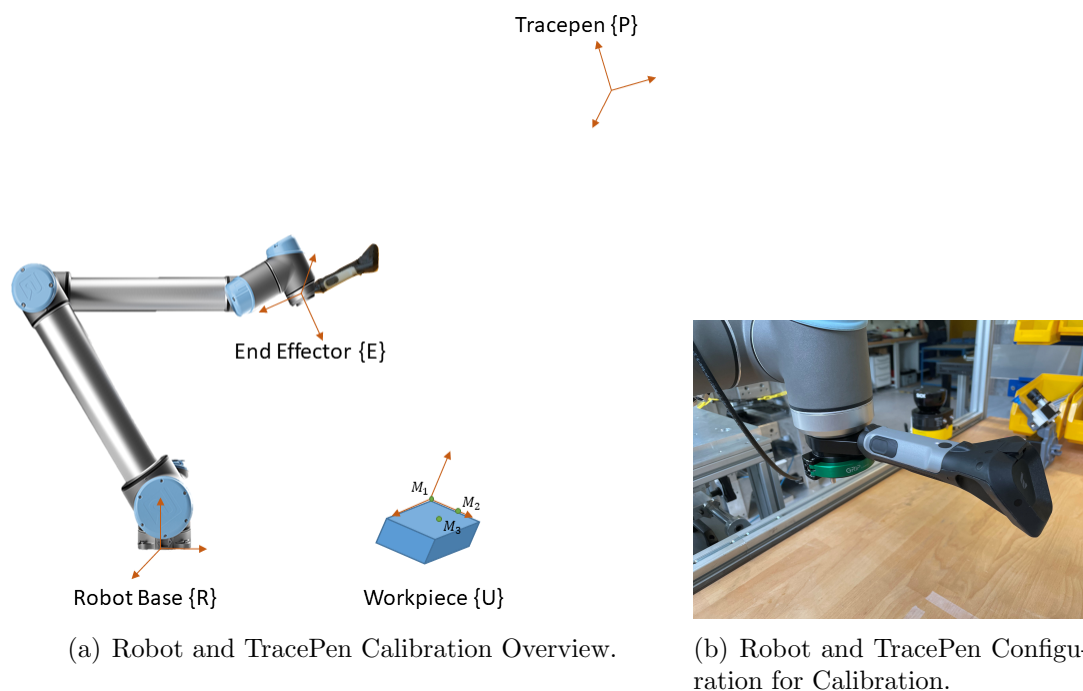 Tracepen {P}
End Effector {E}
M1
M2
M3
Robot Base {R}
Workpiece {U}
(a) Robot and TracePen Calibration Overview.
(b) Robot and TracePen Configu-
ration for Calibration.